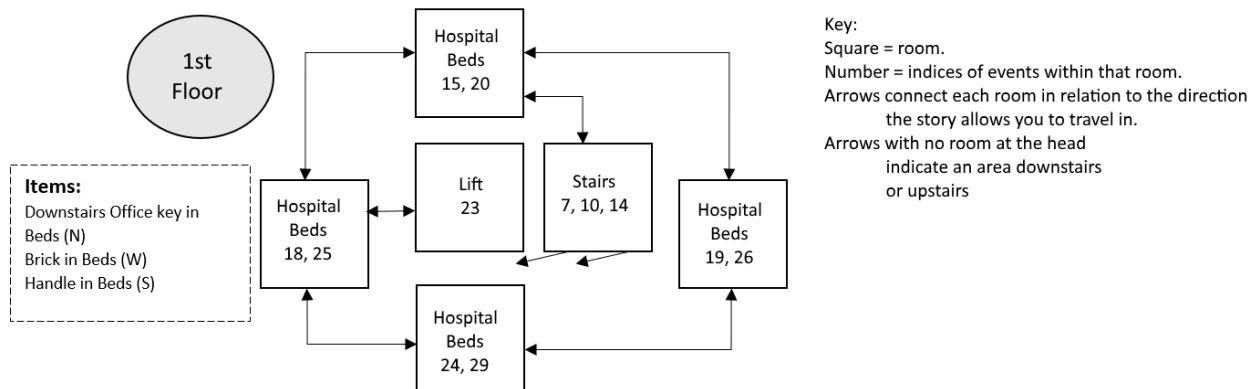 1st
Floor
Items:
Downstairs Office key in
Beds (N)
Brick in Beds (W)
Handle in Beds (S)
Hospital
Beds
15, 20
Lift
23
Stairs
7, 10, 14
Hospital
Beds
18, 25
Hospital
Beds
19, 26
Hospital
Beds
24, 29
Key:
Square = room.
Number = indices of events within that room.
Arrows connect each room in relation to the direction
the story allows you to travel in.
Arrows with no room at the head
indicate an area downstairs
or upstairs